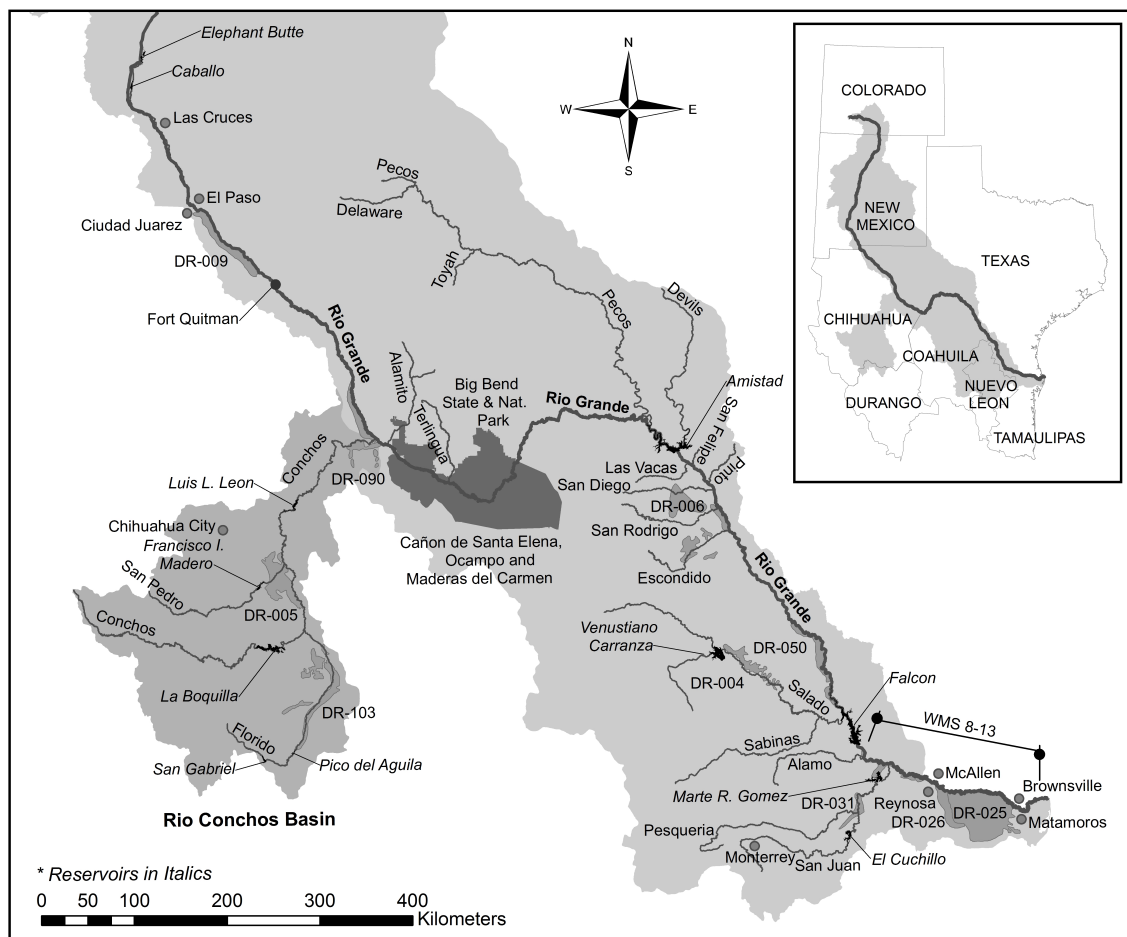 Elephant Butte
Caballo
Las Cruces
El Paso
Ciudad Juarez
DR-009
Fort Quitman
N
W
E
S
Pecos
Delaware
Toyah
Pecos
Devils
Rio Grande
Alamito
Terlingua
Big Bend
State & Nat.
Park
Rio Grande
Amistad
San Felipe
Pinto
Las Vacas
San Diego
DR-006
San Rodrigo
Escondido
Conchos
DR-090
Luis L. Leon
Chihuahua City
Francisco I.
Madero
San Pedro
DR-005
Conchos
La Boquilla
DR-103
Florido
San Gabriel
Pico del Aguila
Rio Conchos Basin
Cañon de Santa Elena,
Ocampo and
Maderas del Carmen
Rio Grande
Venustiano
Carranza
DR-050
DR-004
Salado
Falcon
WMS 8-13
Sabinas
Alamo
McAllen
Marte R. Gomez
Brownsville
DR-031
Reynosa
DR-026
DR-025
Matamoros
Pesqueria
El Cuchillo
Monterrey
San Juan
COLORADO
NEW
MEXICO
TEXAS
CHIHUAHUA
COAHUILA
NUEVO
LEON
DURANGO
TAMAULIPAS
* Reservoirs in Italics
0 50 100 200 300 400
Kilometers